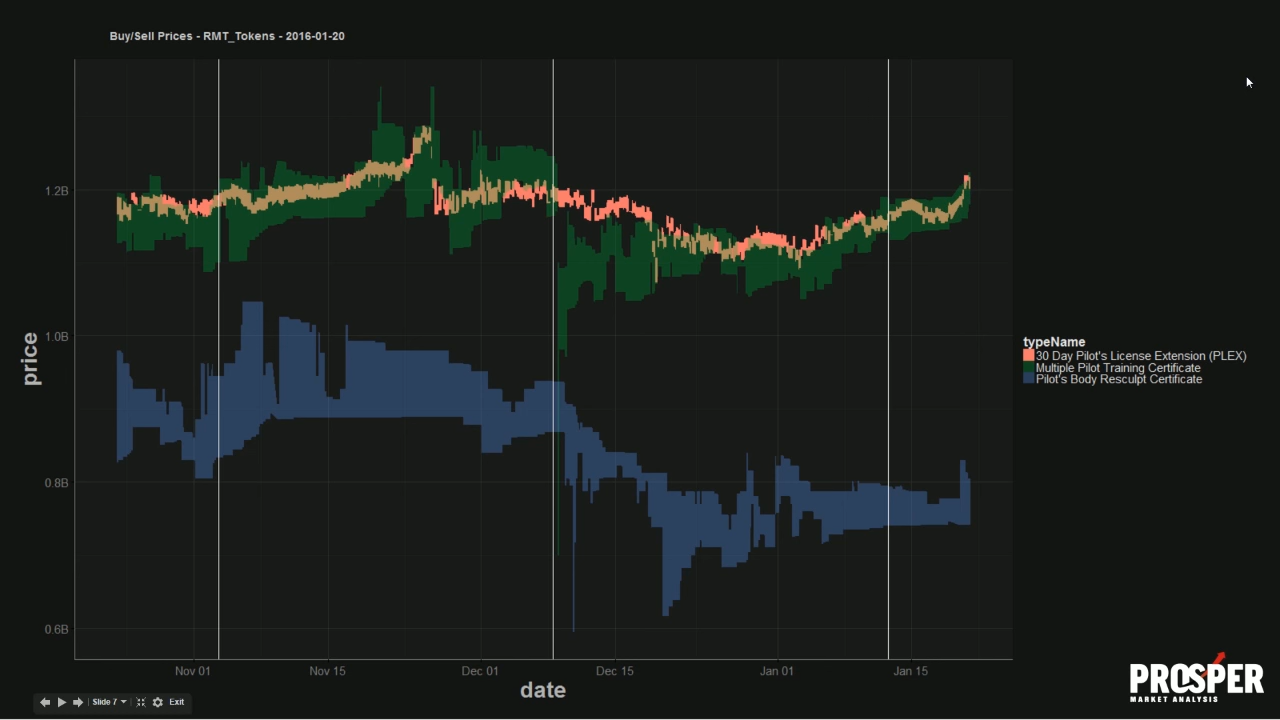 Buy/Sell Prices - RMT_Tokens - 2016-01-20
1.2B
1.0B
0.8B
0.6B
price
Nov 01
Nov 15
Dec 01
Dec 15
Jan 01
Jan 15
date
typeName
30 Day Pilot's License Extension (PLEX)
Multiple Pilot Training Certificate
Pilot's Body Resculpt Certificate
Slide 7
Exit
PROSPER
MARKET ANALYSIS